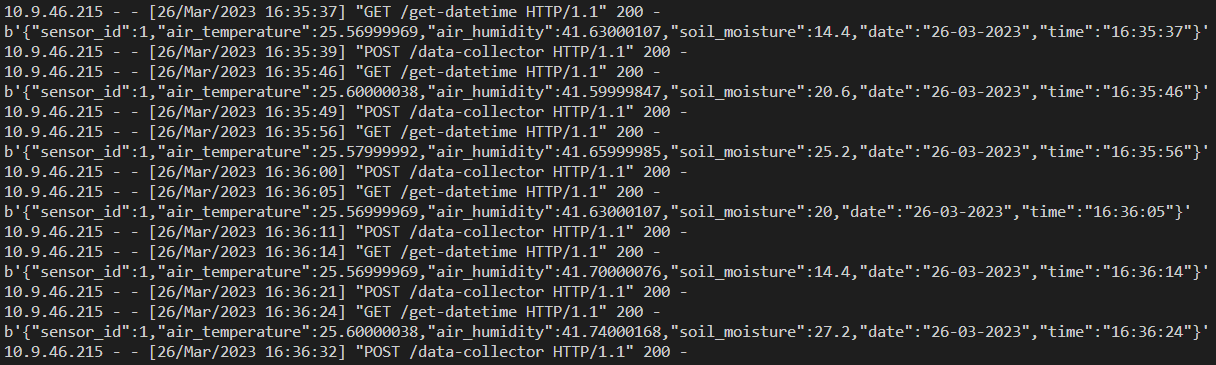 10.9.46.215 - - [26/Mar/2023 16:35:37] "GET /get-datetime HTTP/1.1" 200 -
b'{"sensor_id":1,"air_temperature":25.56999969,"air_humidity":41.63000107,"soil_moisture":14.4,"date":"26-03-2023","time":"16:35:37"}'
10.9.46.215 - - [26/Mar/2023 16:35:39] "POST /data-collector HTTP/1.1" 200 -
10.9.46.215 - - [26/Mar/2023 16:35:46] "GET /get-datetime HTTP/1.1" 200 -
b'{"sensor_id":1,"air_temperature":25.60000038,"air_humidity":41.59999847,"soil_moisture":20.6,"date":"26-03-2023","time":"16:35:46"}'
10.9.46.215 - - [26/Mar/2023 16:35:49] "POST /data-collector HTTP/1.1" 200 -
10.9.46.215 - - [26/Mar/2023 16:35:56] "GET /get-datetime HTTP/1.1" 200 -
b'{"sensor_id":1,"air_temperature":25.57999992,"air_humidity":41.65999985,"soil_moisture":25.2,"date":"26-03-2023","time":"16:35:56"}'
10.9.46.215 - - [26/Mar/2023 16:36:00] "POST /data-collector HTTP/1.1" 200 -
10.9.46.215 - - [26/Mar/2023 16:36:05] "GET /get-datetime HTTP/1.1" 200 -
b'{"sensor_id":1,"air_temperature":25.56999969,"air_humidity":41.63000107,"soil_moisture":20,"date":"26-03-2023","time":"16:36:05"}'
10.9.46.215 - - [26/Mar/2023 16:36:11] "POST /data-collector HTTP/1.1" 200 -
10.9.46.215 - - [26/Mar/2023 16:36:14] "GET /get-datetime HTTP/1.1" 200 -
b'{"sensor_id":1,"air_temperature":25.56999969,"air_humidity":41.70000076,"soil_moisture":14.4,"date":"26-03-2023","time":"16:36:14"}'
10.9.46.215 - - [26/Mar/2023 16:36:21] "POST /data-collector HTTP/1.1" 200 -
10.9.46.215 - - [26/Mar/2023 16:36:24] "GET /get-datetime HTTP/1.1" 200 -
b'{"sensor_id":1,"air_temperature":25.60000038,"air_humidity":41.74000168,"soil_moisture":27.2,"date":"26-03-2023","time":"16:36:24"}'
10.9.46.215 - - [26/Mar/2023 16:36:32] "POST /data-collector HTTP/1.1" 200 -